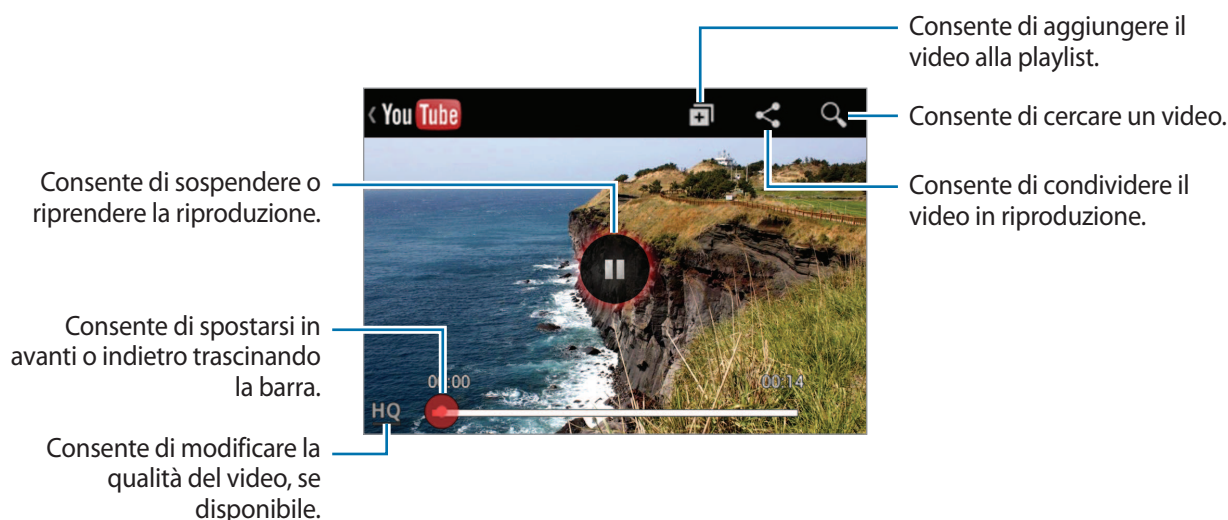 Consente di aggiungere il
video alla playlist.
You Tube
Consente di cercare un video.
Consente di sospendere o
riprendere la riproduzione.
Consente di condividere il
video in riproduzione.
Consente di spostarsi in
avanti o indietro trascinando
la barra.
00:00
00:14
HQ
Consente di modificare la
qualità del video, se
disponibile.